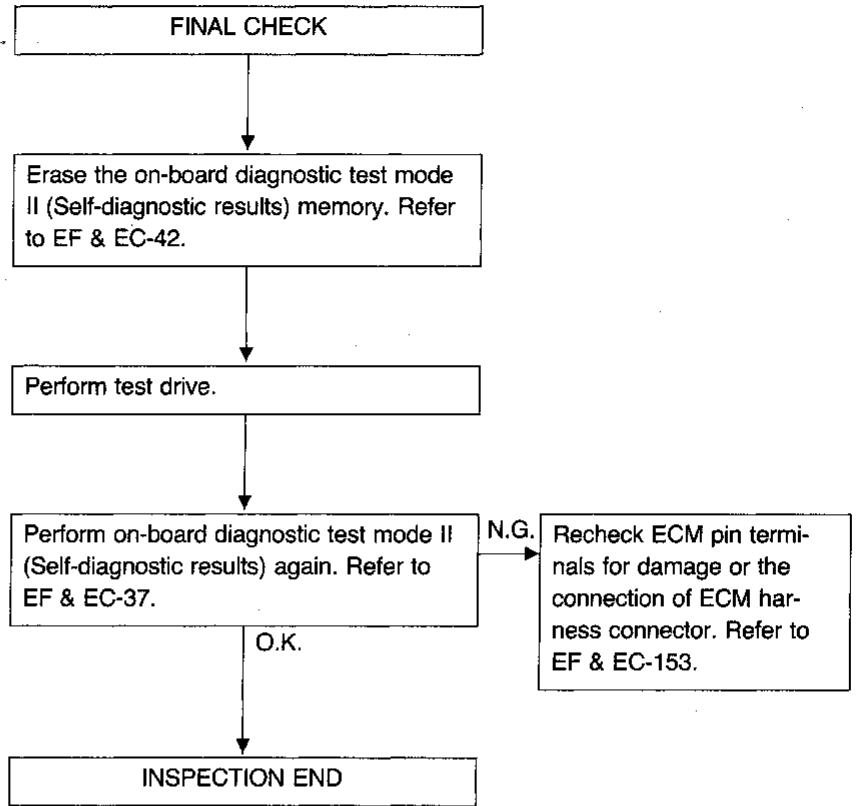 FINAL CHECK
Erase the on-board diagnostic test mode
II (Self-diagnostic results) memory. Refer
to EF & EC-42.
Perform test drive.
Perform on-board diagnostic test mode II
(Self-diagnostic results) again. Refer to
EF & EC-37.
N.G.
Recheck ECM pin termi-
nals for damage or the
connection of ECM har-
ness connector. Refer to
EF & EC-153.
O.K.
INSPECTION END